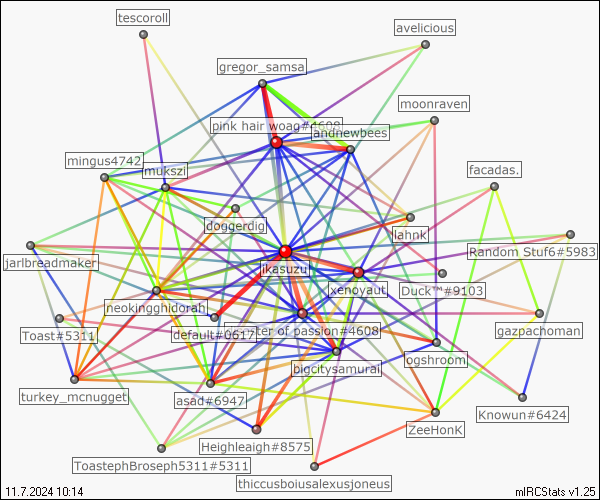 tescoroll
avelicious
gregor_samsa
moonraven
pink hair woag#4608
andriewbees
mingus4742
mukszi
facadas.
doggerdig
lahnk
Random Stuf6#5983
jarlbreadmaker
jkasuzu
xenoyaut
Duck™#9103
neokingghidorah
gazpachoman
Toast#5311
default#0617
ter of passion#4608
ogshroom
bigcitysamurai
turkey_mcnugget
asad#6947
Knowun#6424
ZeeHonK
Heighleaigh#8575
ToastephBroseph5311#5311
thiccusboiusalexusjoneus
11.7.2024 10:14
mIRCStats v1.25